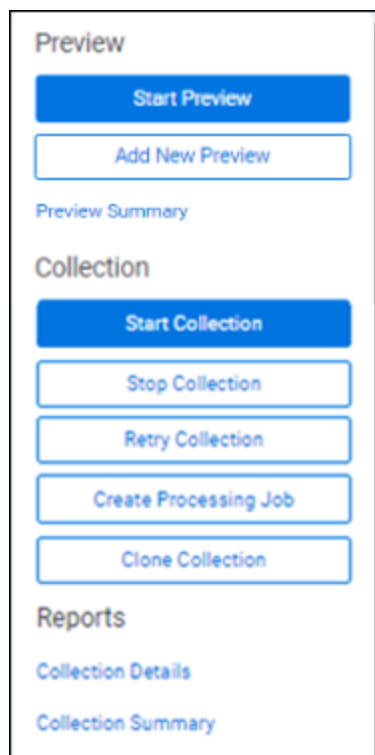 Preview
Start Preview
Add New Preview
Preview Summary
Collection
Start Collection
Stop Collection
Retry Collection
Create Processing Job
Clone Collection
Reports
Collection Details
Collection Summary